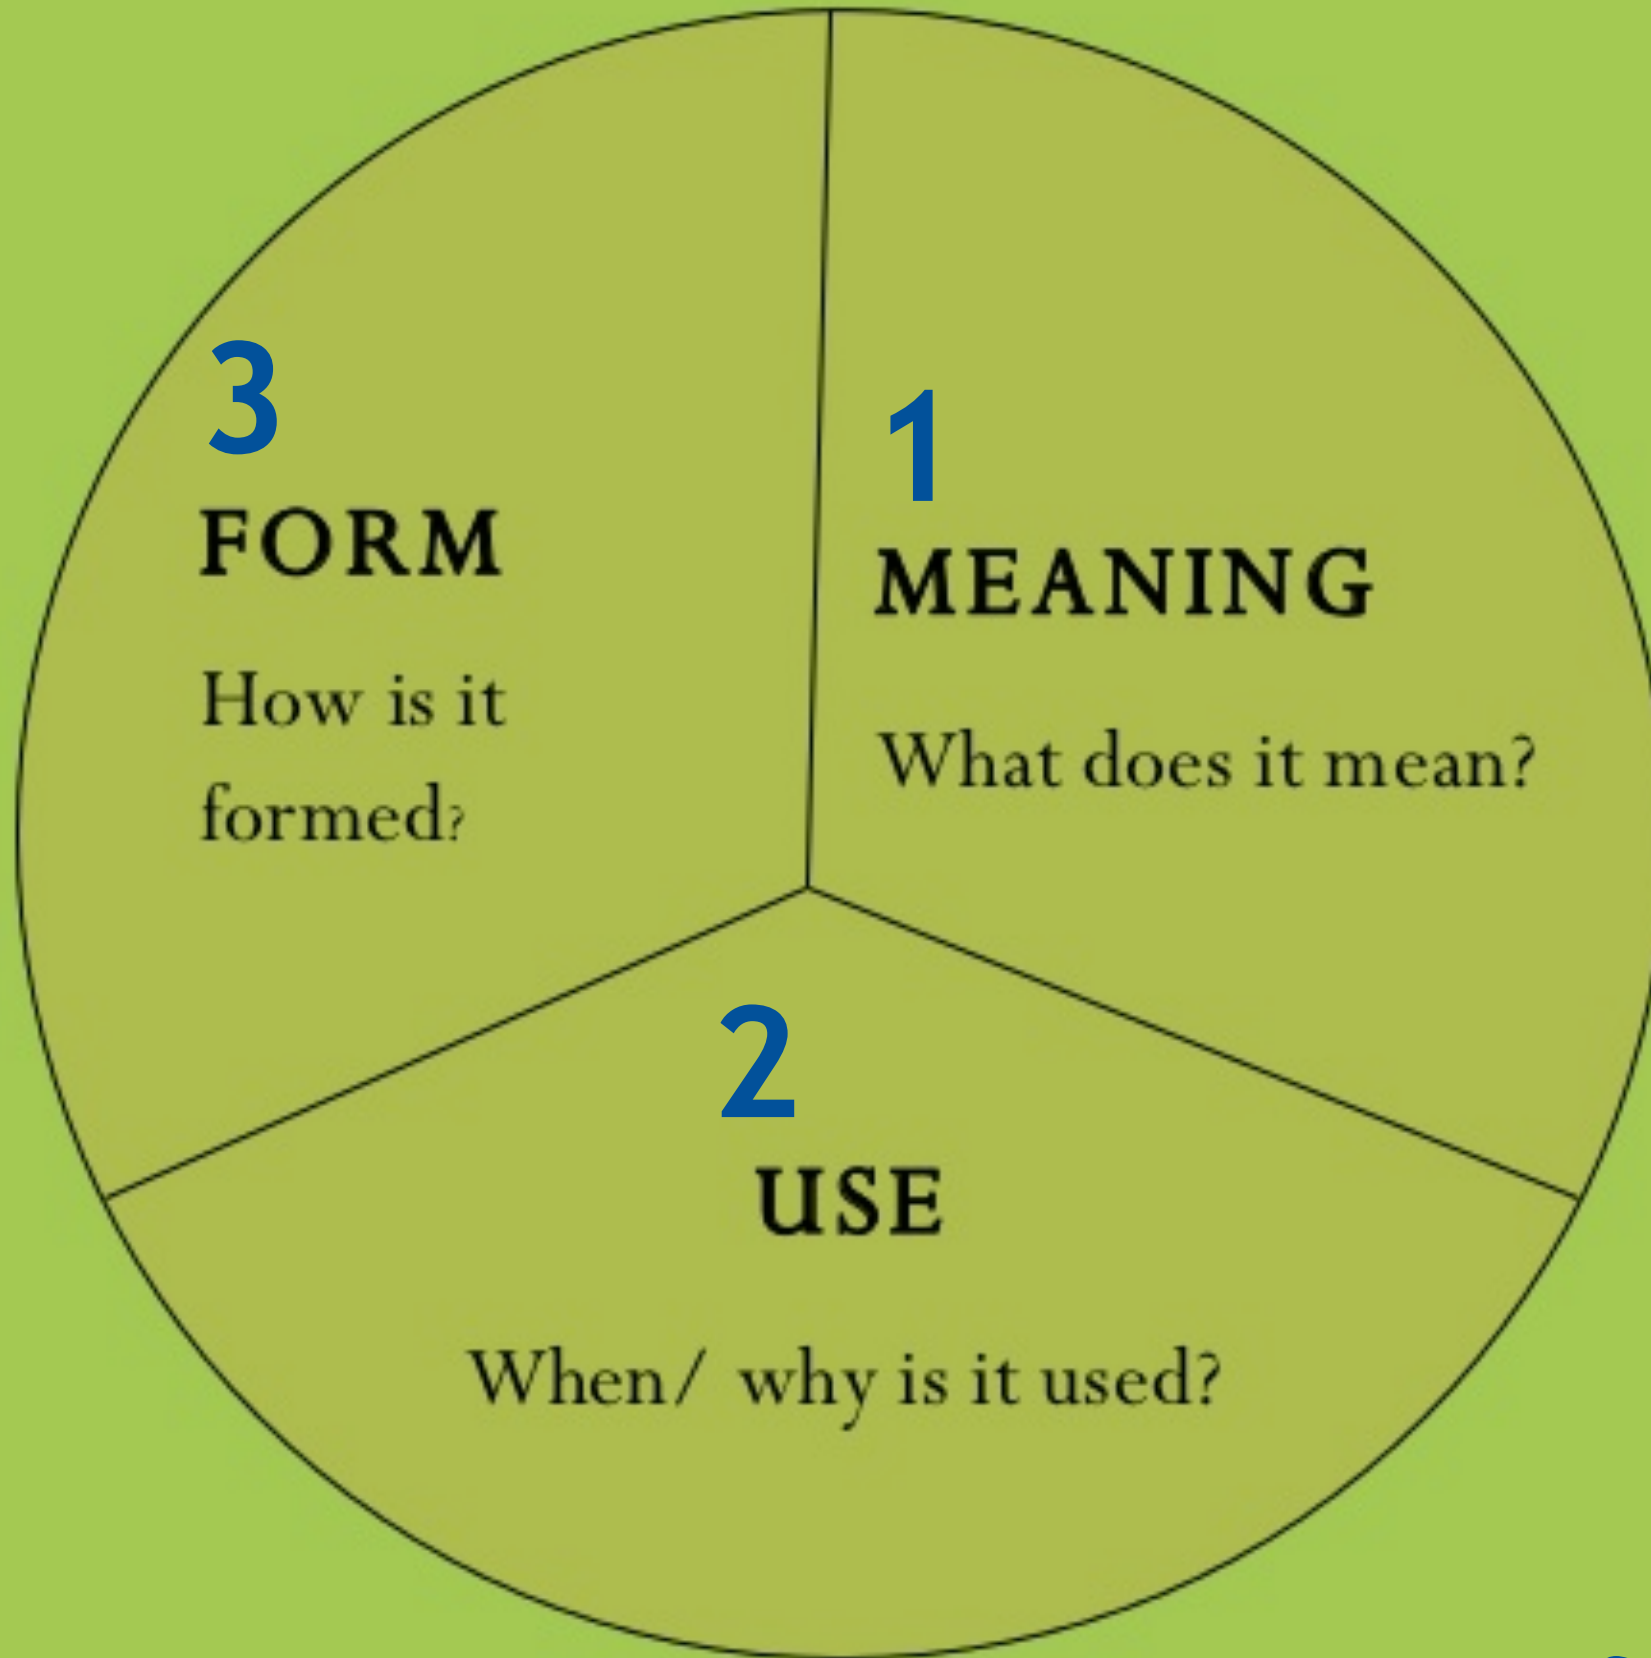 3
FORM
How is it
formed?
1
MEANING
What does it mean?
2
USE
When/ why is it used?